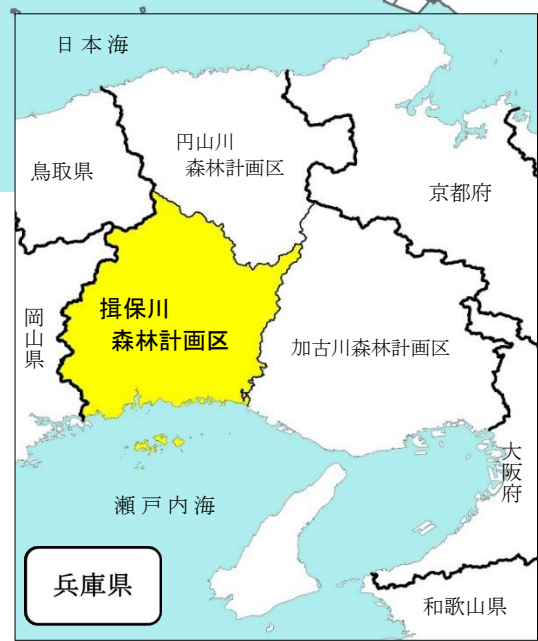 日本海
円山川
森林計画区
鳥取県
京都府
揖保川
森林計画区
岡山県
加古川森林計画区
大阪府
瀬戸内海
兵庫県
和歌山県